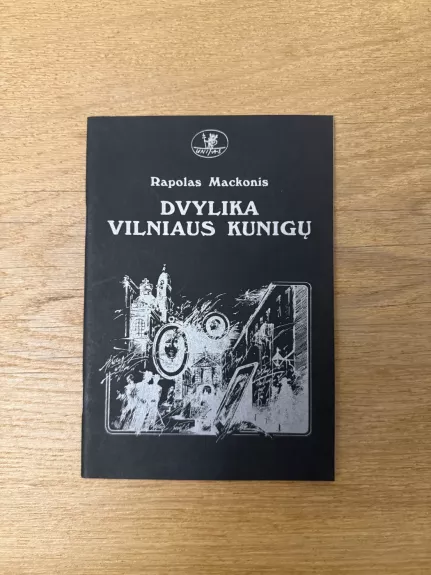 Rapolas Mackonis
DVYLIKA
VILNIAUS KUNIGŲ